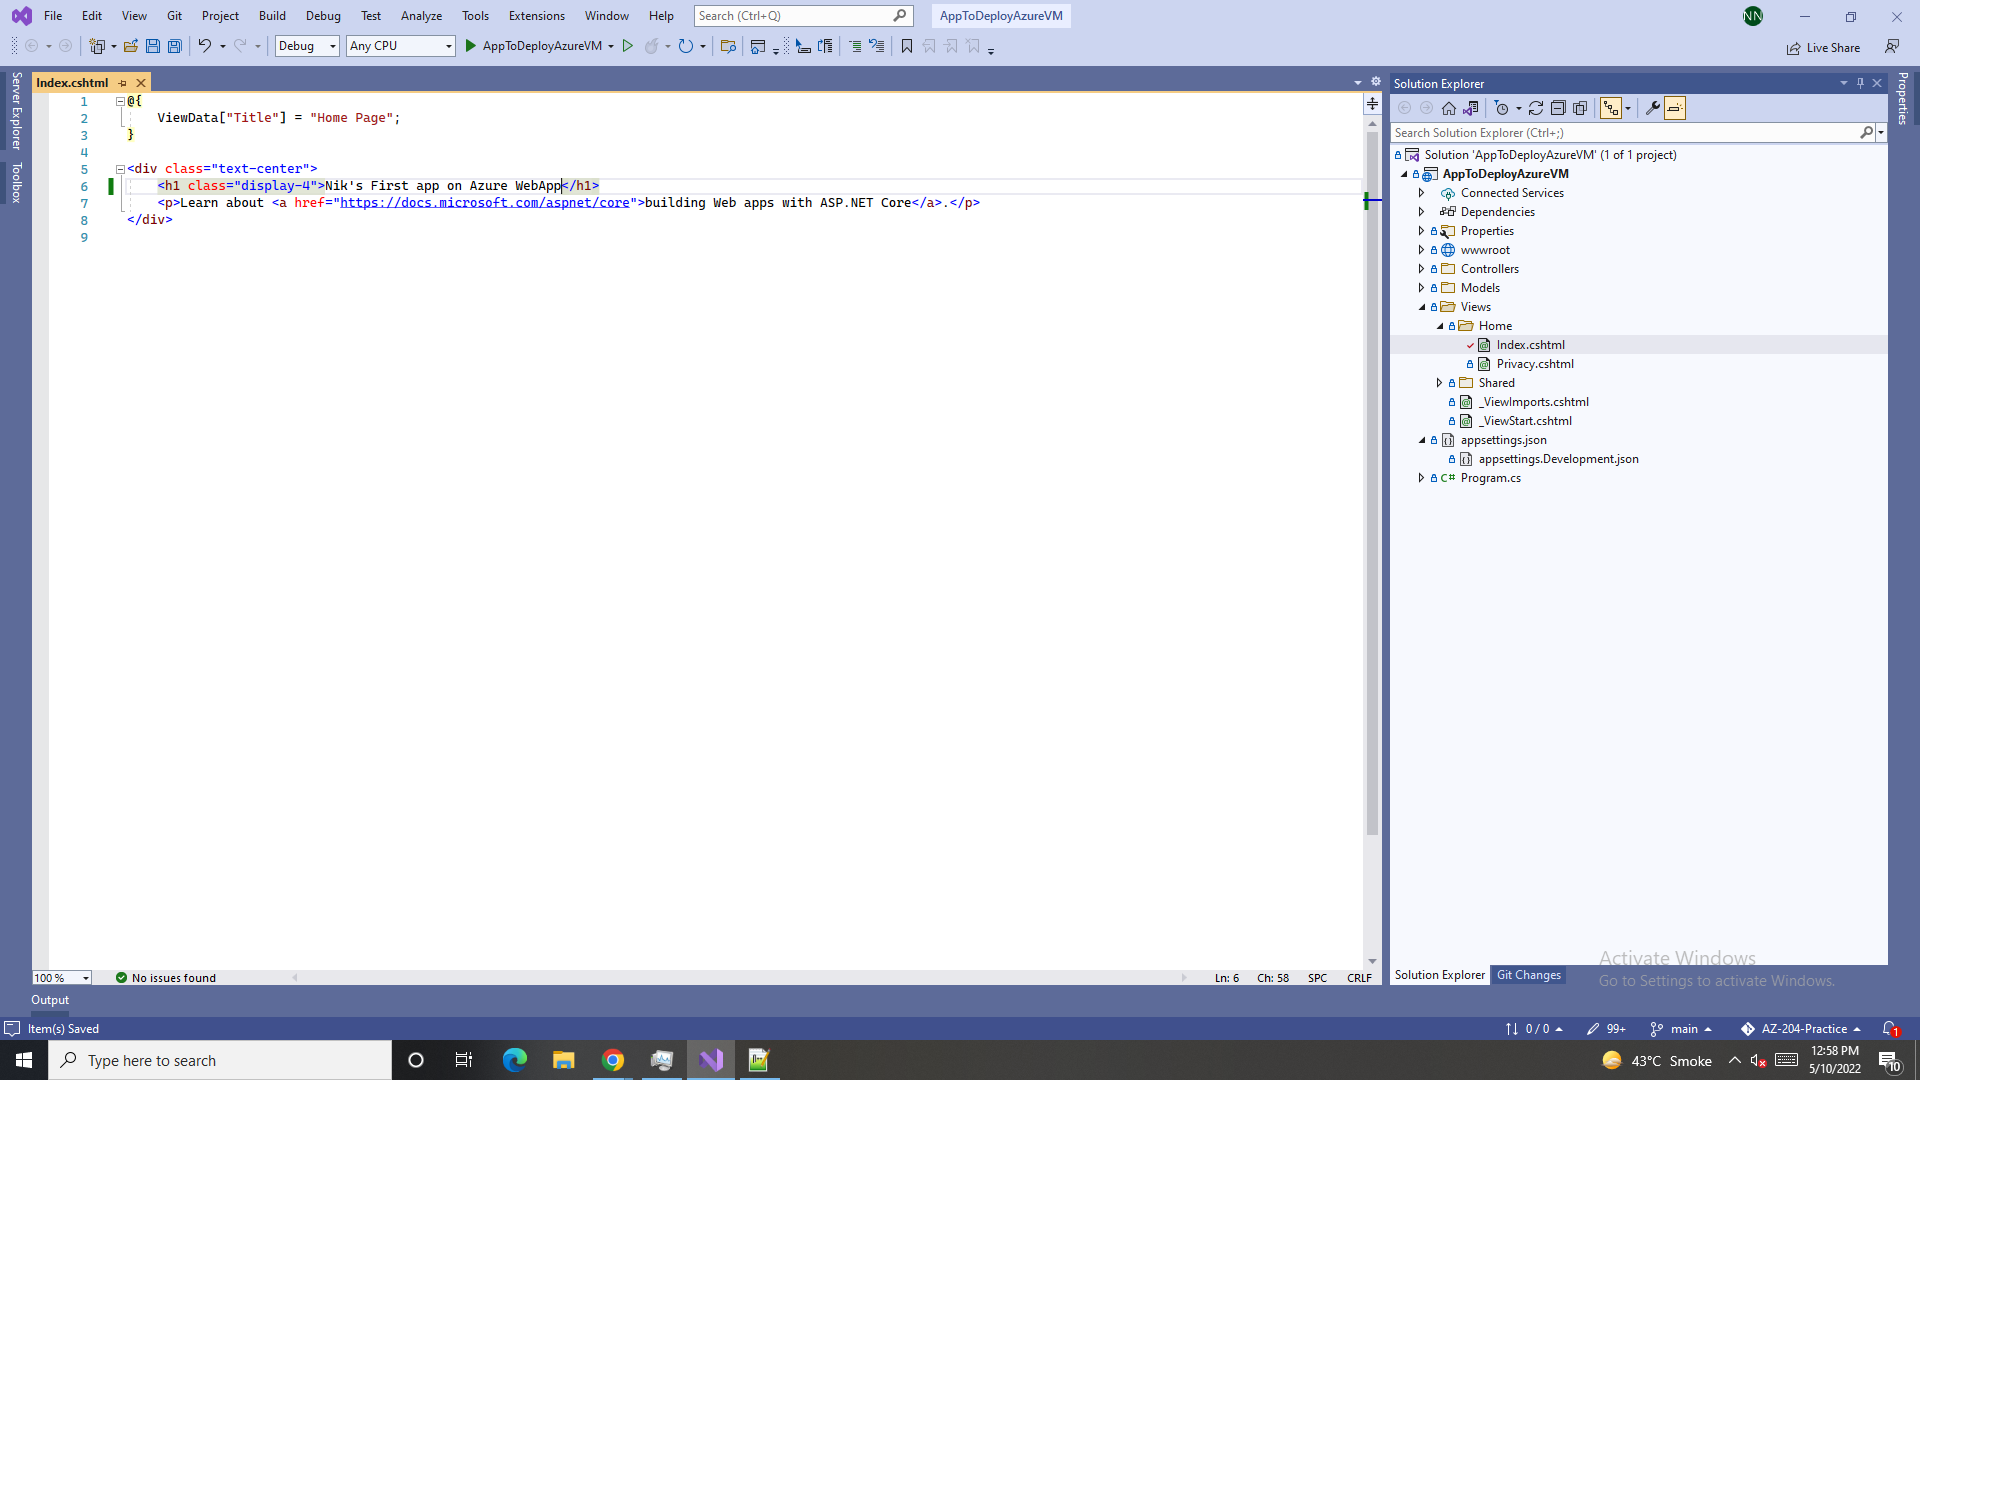 File Edit View Git Project Build Debug Test Analyze Tools Extensions Window Help Search (Ctrl+Q) AppToDeployAzureVM NN
Debug Any CPU AppToDeployAzureVM Live Share
Server Explorer
Toolbox
Index.cshtml
1 @{
2 ViewData["Title"] = "Home Page";
3 }
4
5 <div class="text-center">
6 <h1 class="display-4">Nik's First app on Azure WebApp</h1>
7 <p>Learn about <a href="https://docs.microsoft.com/aspnet/core">building Web apps with ASP.NET Core</a>.</p>
8 </div>
9
100 % No issues found Ln: 6 Ch: 58 SPC CRLF
Solution Explorer
Search Solution Explorer (Ctrl+;)
Solution 'AppToDeployAzureVM' (1 of 1 project)
AppToDeployAzureVM
Connected Services
Dependencies
Properties
wwwroot
Controllers
Models
Views
Home
Index.cshtml
Privacy.cshtml
Shared
_ViewImports.cshtml
_ViewStart.cshtml
appsettings.json
appsettings.Development.json
C# Program.cs
Activate Windows
Go to Settings to activate Windows.
Solution Explorer Git Changes
Properties
Output
Item(s) Saved 0 / 0 99+ main AZ-204-Practice 1
Type here to search 43°C Smoke 12:58 PM
5/10/2022 10